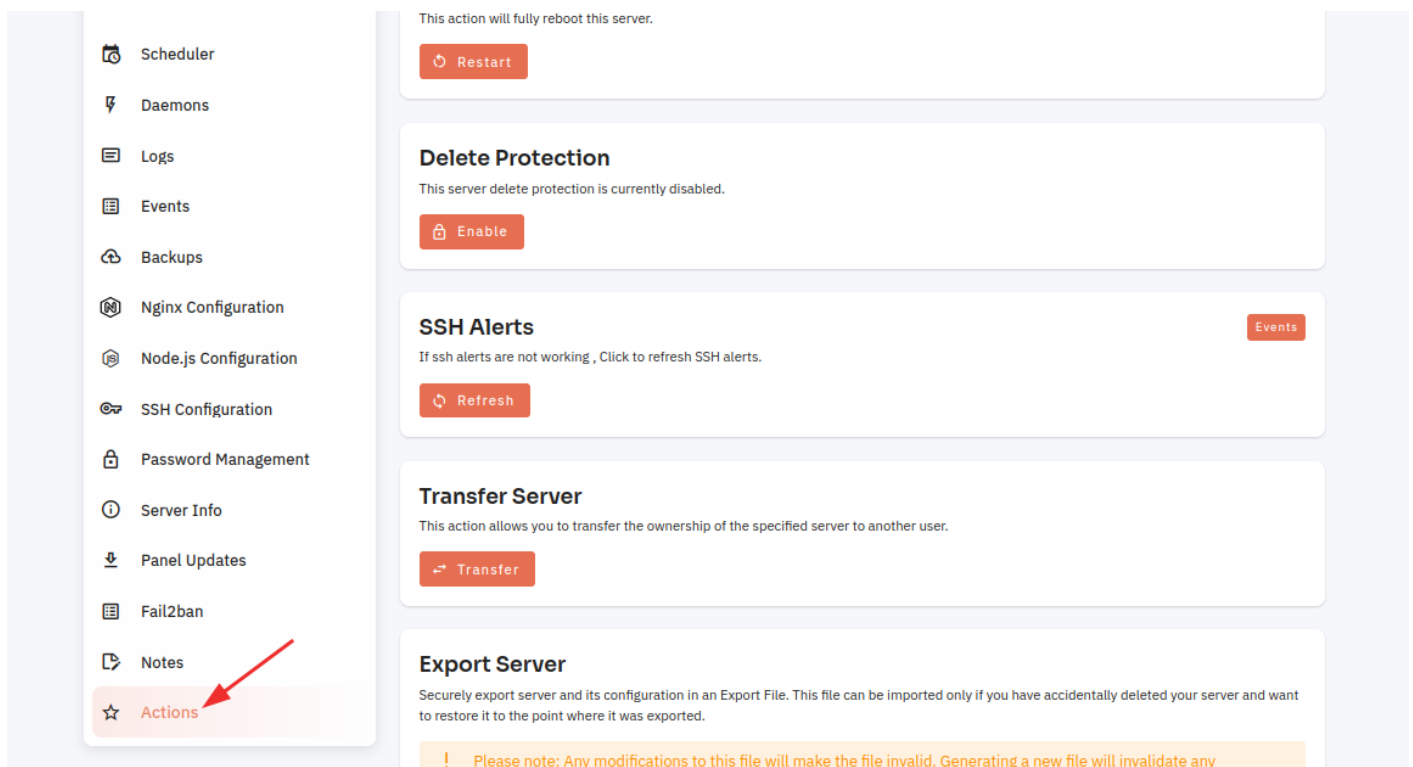 Scheduler
Daemons
Logs
Events
Backups
Nginx Configuration
Node.js Configuration
SSH Configuration
Password Management
Server Info
Panel Updates
Fail2ban
Notes
Actions
This action will fully reboot this server.
Restart
Delete Protection
This server delete protection is currently disabled.
Enable
SSH Alerts
Events
If ssh alerts are not working , Click to refresh SSH alerts.
Refresh
Transfer Server
This action allows you to transfer the ownership of the specified server to another user.
Transfer
Export Server
Securely export server and its configuration in an Export File. This file can be imported only if you have accidentally deleted your server and want
to restore it to the point where it was exported.
! Please note: Any modifications to this file will make the file invalid. Generating a new file will invalidate any